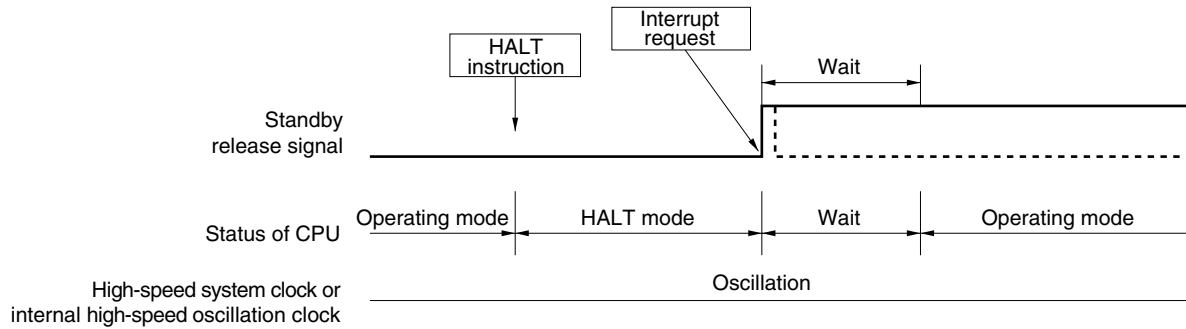 HALT
instruction
Interrupt
request
Wait
Standby
release signal
Status of CPU
Operating mode
HALT mode
Wait
Operating mode
High-speed system clock or
internal high-speed oscillation clock
Oscillation